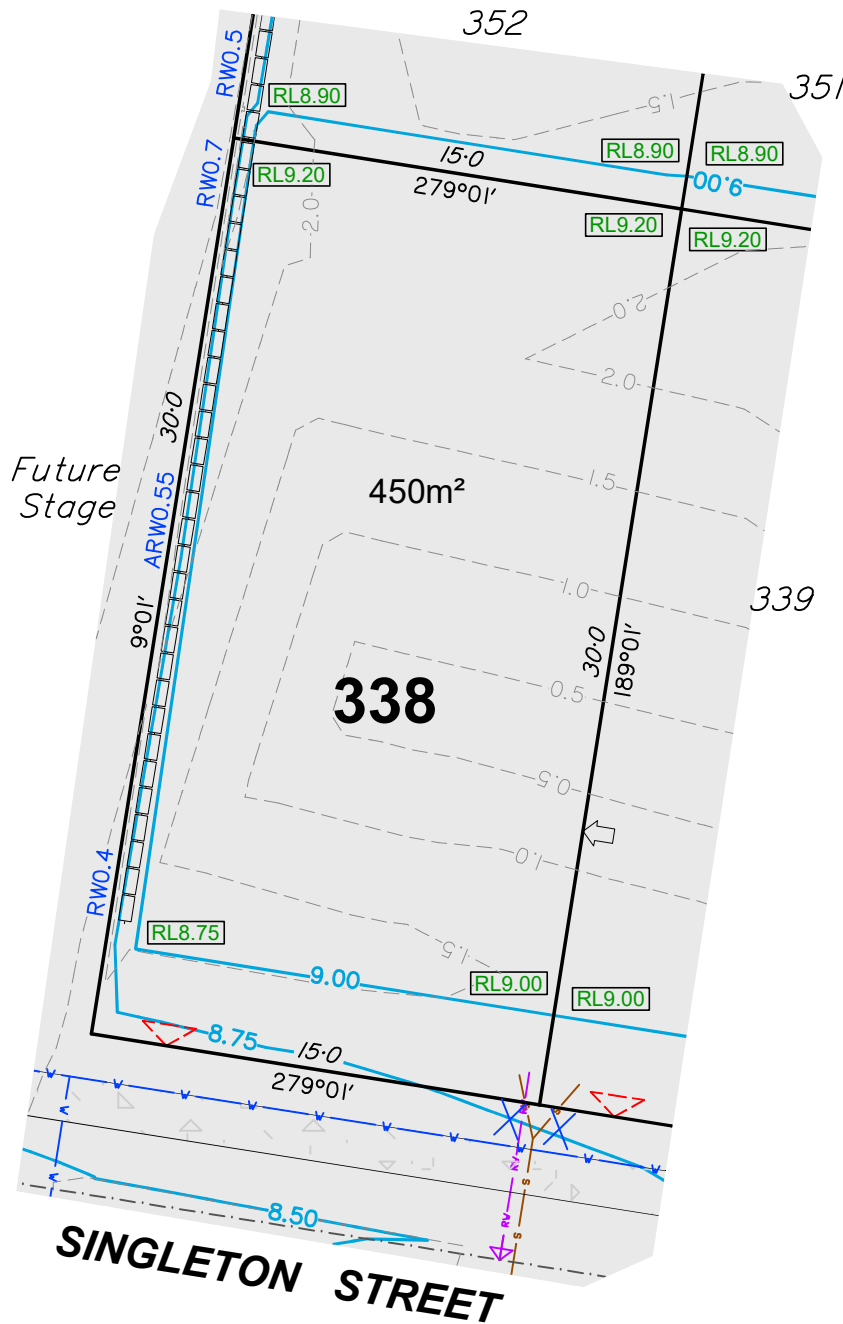 352
351
RW0.5
RL8.90
RL8.90
RL8.90
1.5
15·0
279°01'
9.00
RW0.7
RL9.20
RL9.20
RL9.20
2.0
2.0
2.0
30·0
Future
Stage
ARW0.55
450m²
1.5
1.0
339
9°01'
30·0
189°01'
0.5
338
0.5
1.0
RW0.4
RL8.75
1.5
9.00
RL9.00
RL9.00
8.75
15·0
279°01'
W
W
W
W
W
W
W
W
W
W
W
W
RW
RW
RW
S
S
S
8.50
SINGLETON STREET